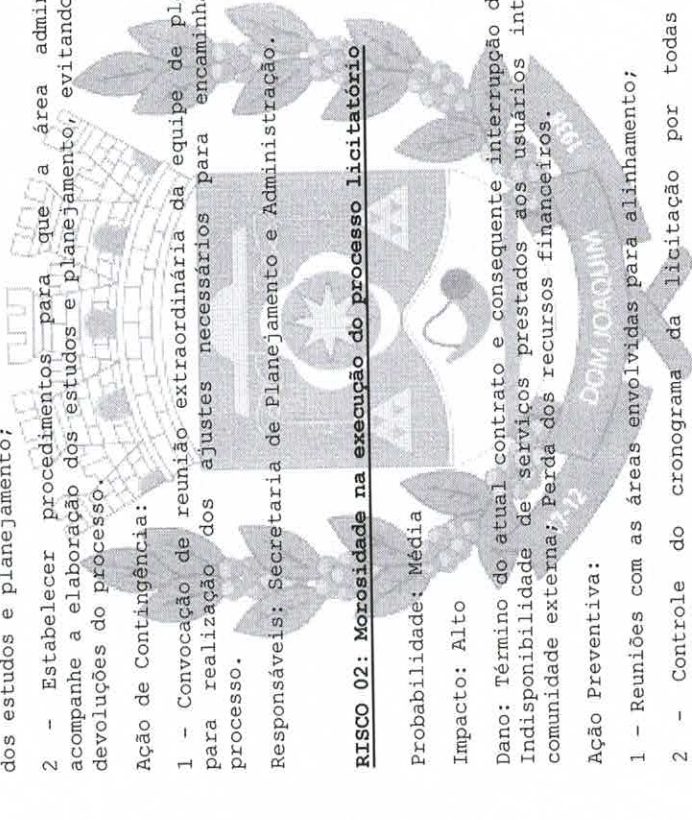 dos estudos e planejamento;
2 - Estabelecer procedimentos para que a área
acompanhe a elaboração dos estudos e planejamento, evitando
devoluções do processo.
Ação de Contingência:
1 - Convocação de reunião extraordinária da equipe de
para realização dos ajustes necessários para
processo.
Responsáveis: Secretaria de Planejamento e Administração.
RISCO 02: Morosidade na execução do processo licitatório
Probabilidade: Média
Impacto: Alto
Dano: Término do atual contrato e consequente interrupção
Indisponibilidade de serviços prestados aos usuários
comunidade externa; Perda dos recursos financeiros.
Ação Preventiva:
1 - Reuniões com as áreas envolvidas para alinhamento;
2 - Controle do cronograma da licitação por todas
DOM JOAQUIM
1938